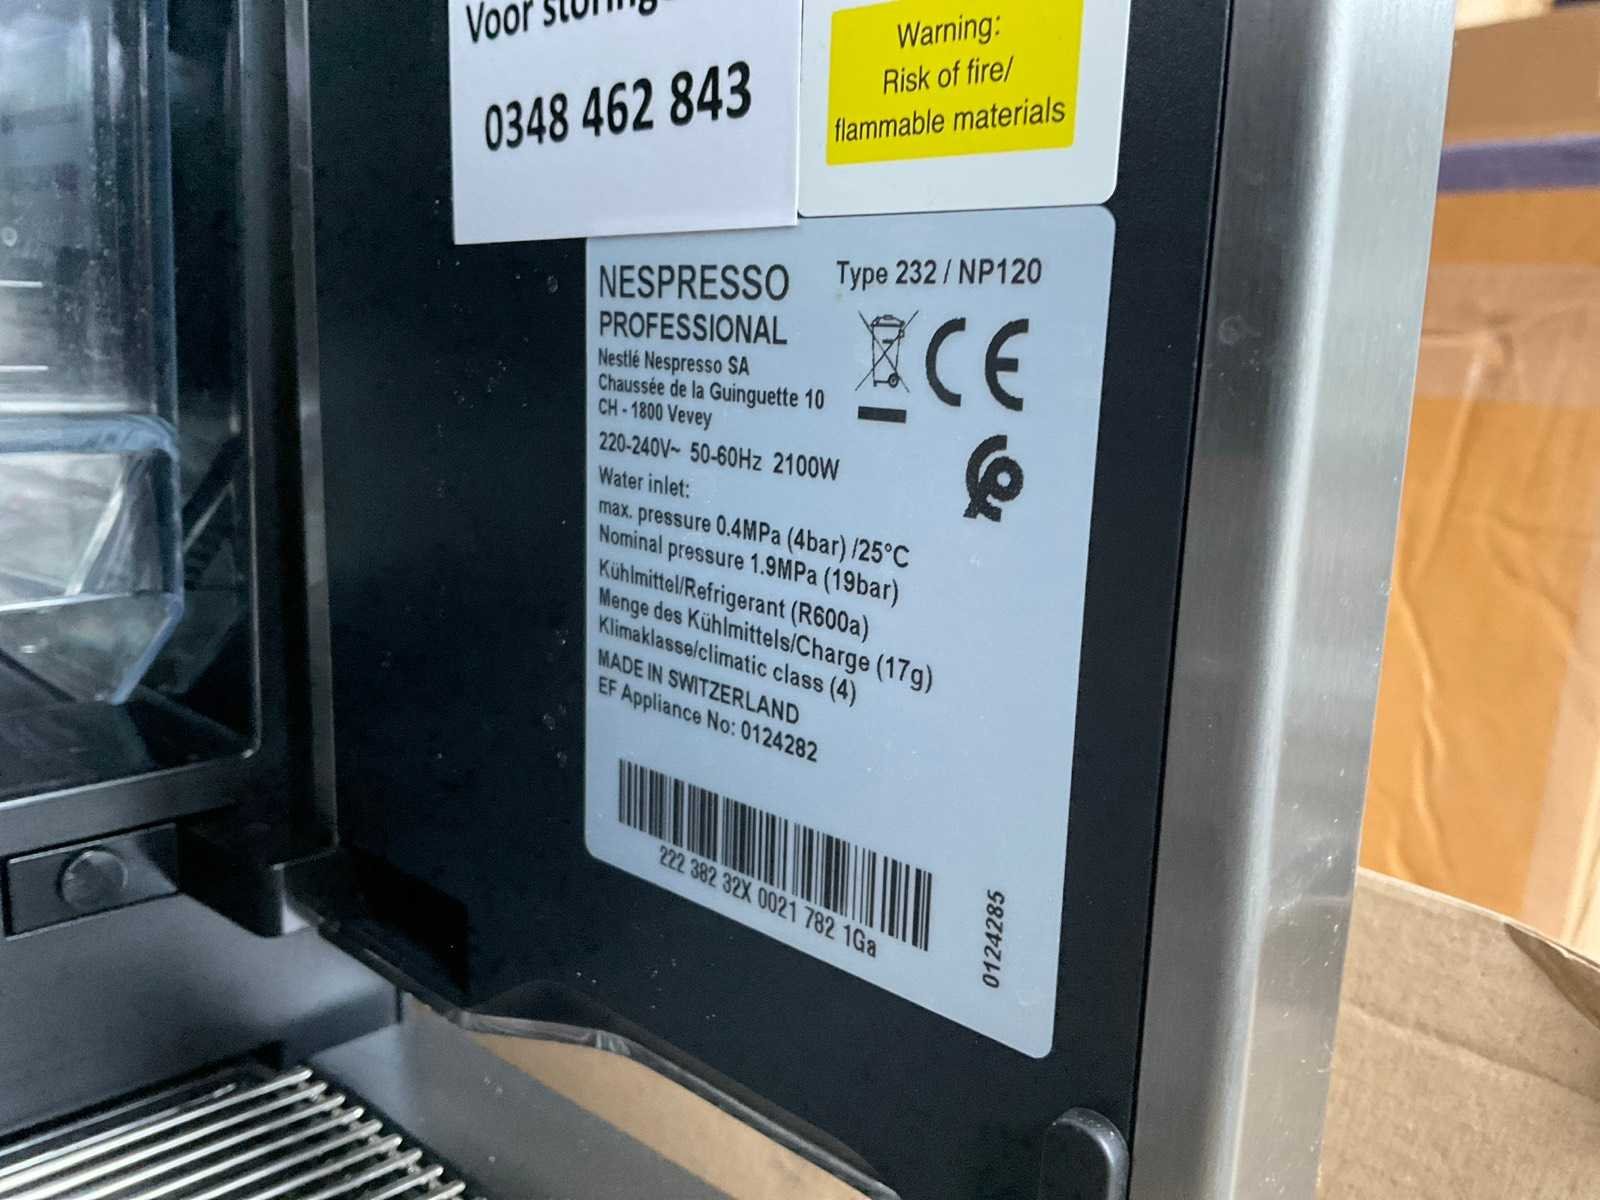 Voor storing
0348 462 843
Warning:
Risk of fire/
flammable materials
NESPRESSO
PROFESSIONAL
Type 232 / NP120
Nestlé Nespresso SA
Chaussée de la Guinguette 10
CH - 1800 Vevey
CE
220-240V~ 50-60Hz 2100W
Water inlet:
max. pressure 0.4MPa (4bar) /25°C
Nominal pressure 1.9MPa (19bar)
Kühlmittel/Refrigerant (R600a)
Menge des Kühlmittels/Charge (17g)
Klimaklasse/climatic class (4)
MADE IN SWITZERLAND
EF Appliance No: 0124282
222 382 32X 0021 782 1Ga
0124285